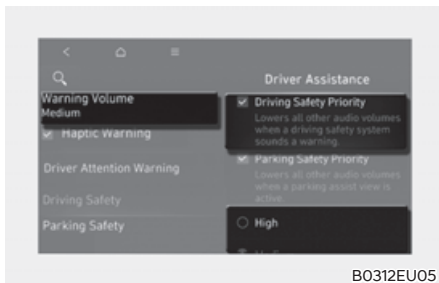 Driver Assistance
Warning Volume
Medium
Haptic Warning
Driver Attention Warning
Driving Safety
Parking Safety
Driving Safety Priority
Lowers all other audio volumes
when a driving safety system
sounds a warning.
Parking Safety Priority
Lowers all other audio volumes
when a parking assist view is
active.
High
B0312EU05